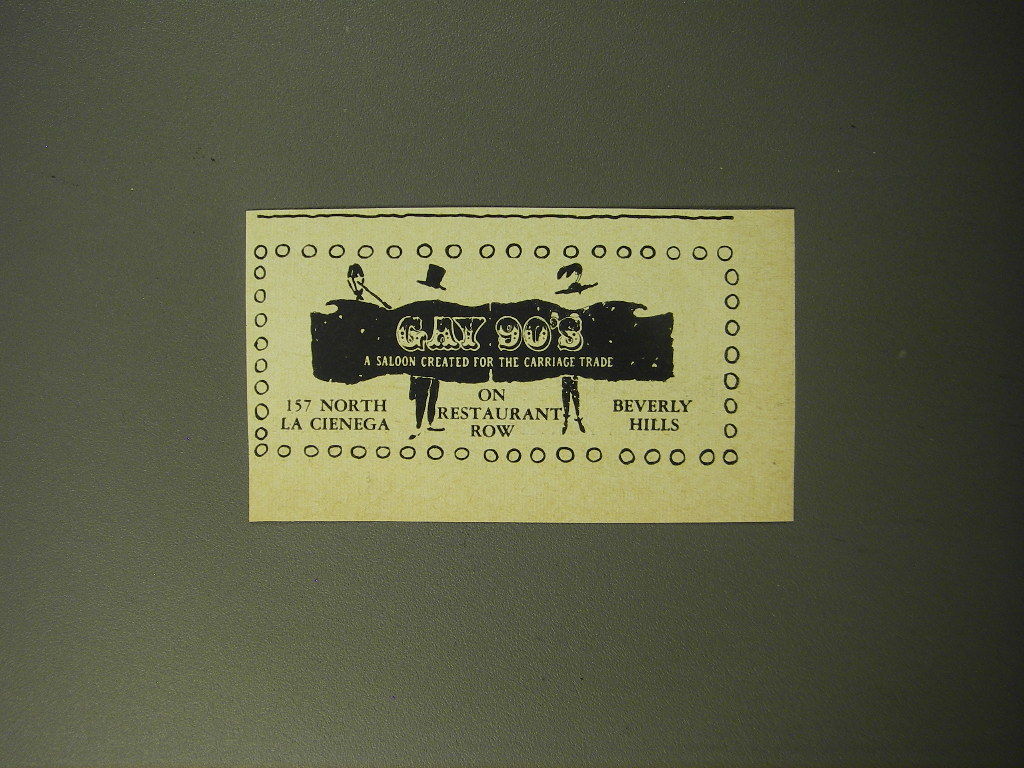 GAY 90'S
A SALOON CREATED FOR THE CARRIAGE TRADE
157 NORTH
LA CIENEGA
ON
RESTAURANT
ROW
BEVERLY
HILLS